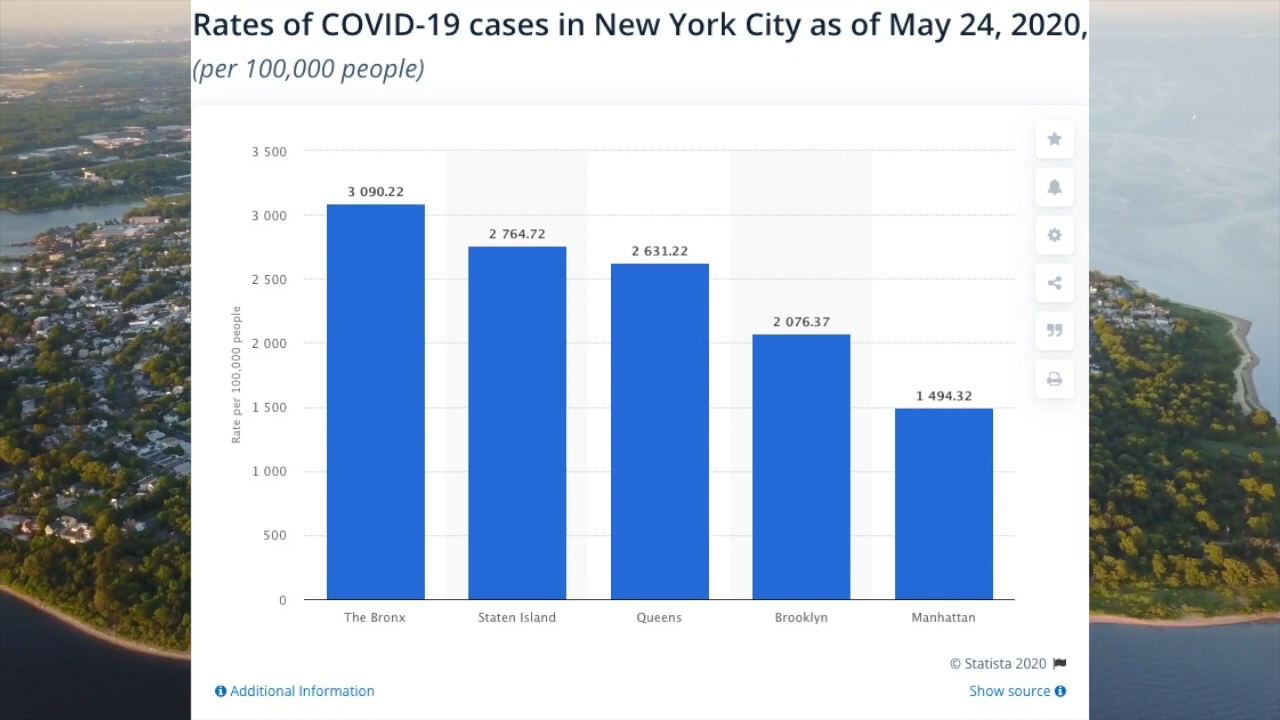 Rates of COVID-19 cases in New York City as of May 24, 2020,
(per 100,000 people)
3 500
3 000
2 500
2 000
1 500
1 000
500
0
Rate per 100,000 people
3 090.22
2 764.72
2 631.22
2 076.37
1 494.32
The Bronx
Staten Island
Queens
Brooklyn
Manhattan
© Statista 2020
Additional Information
Show source